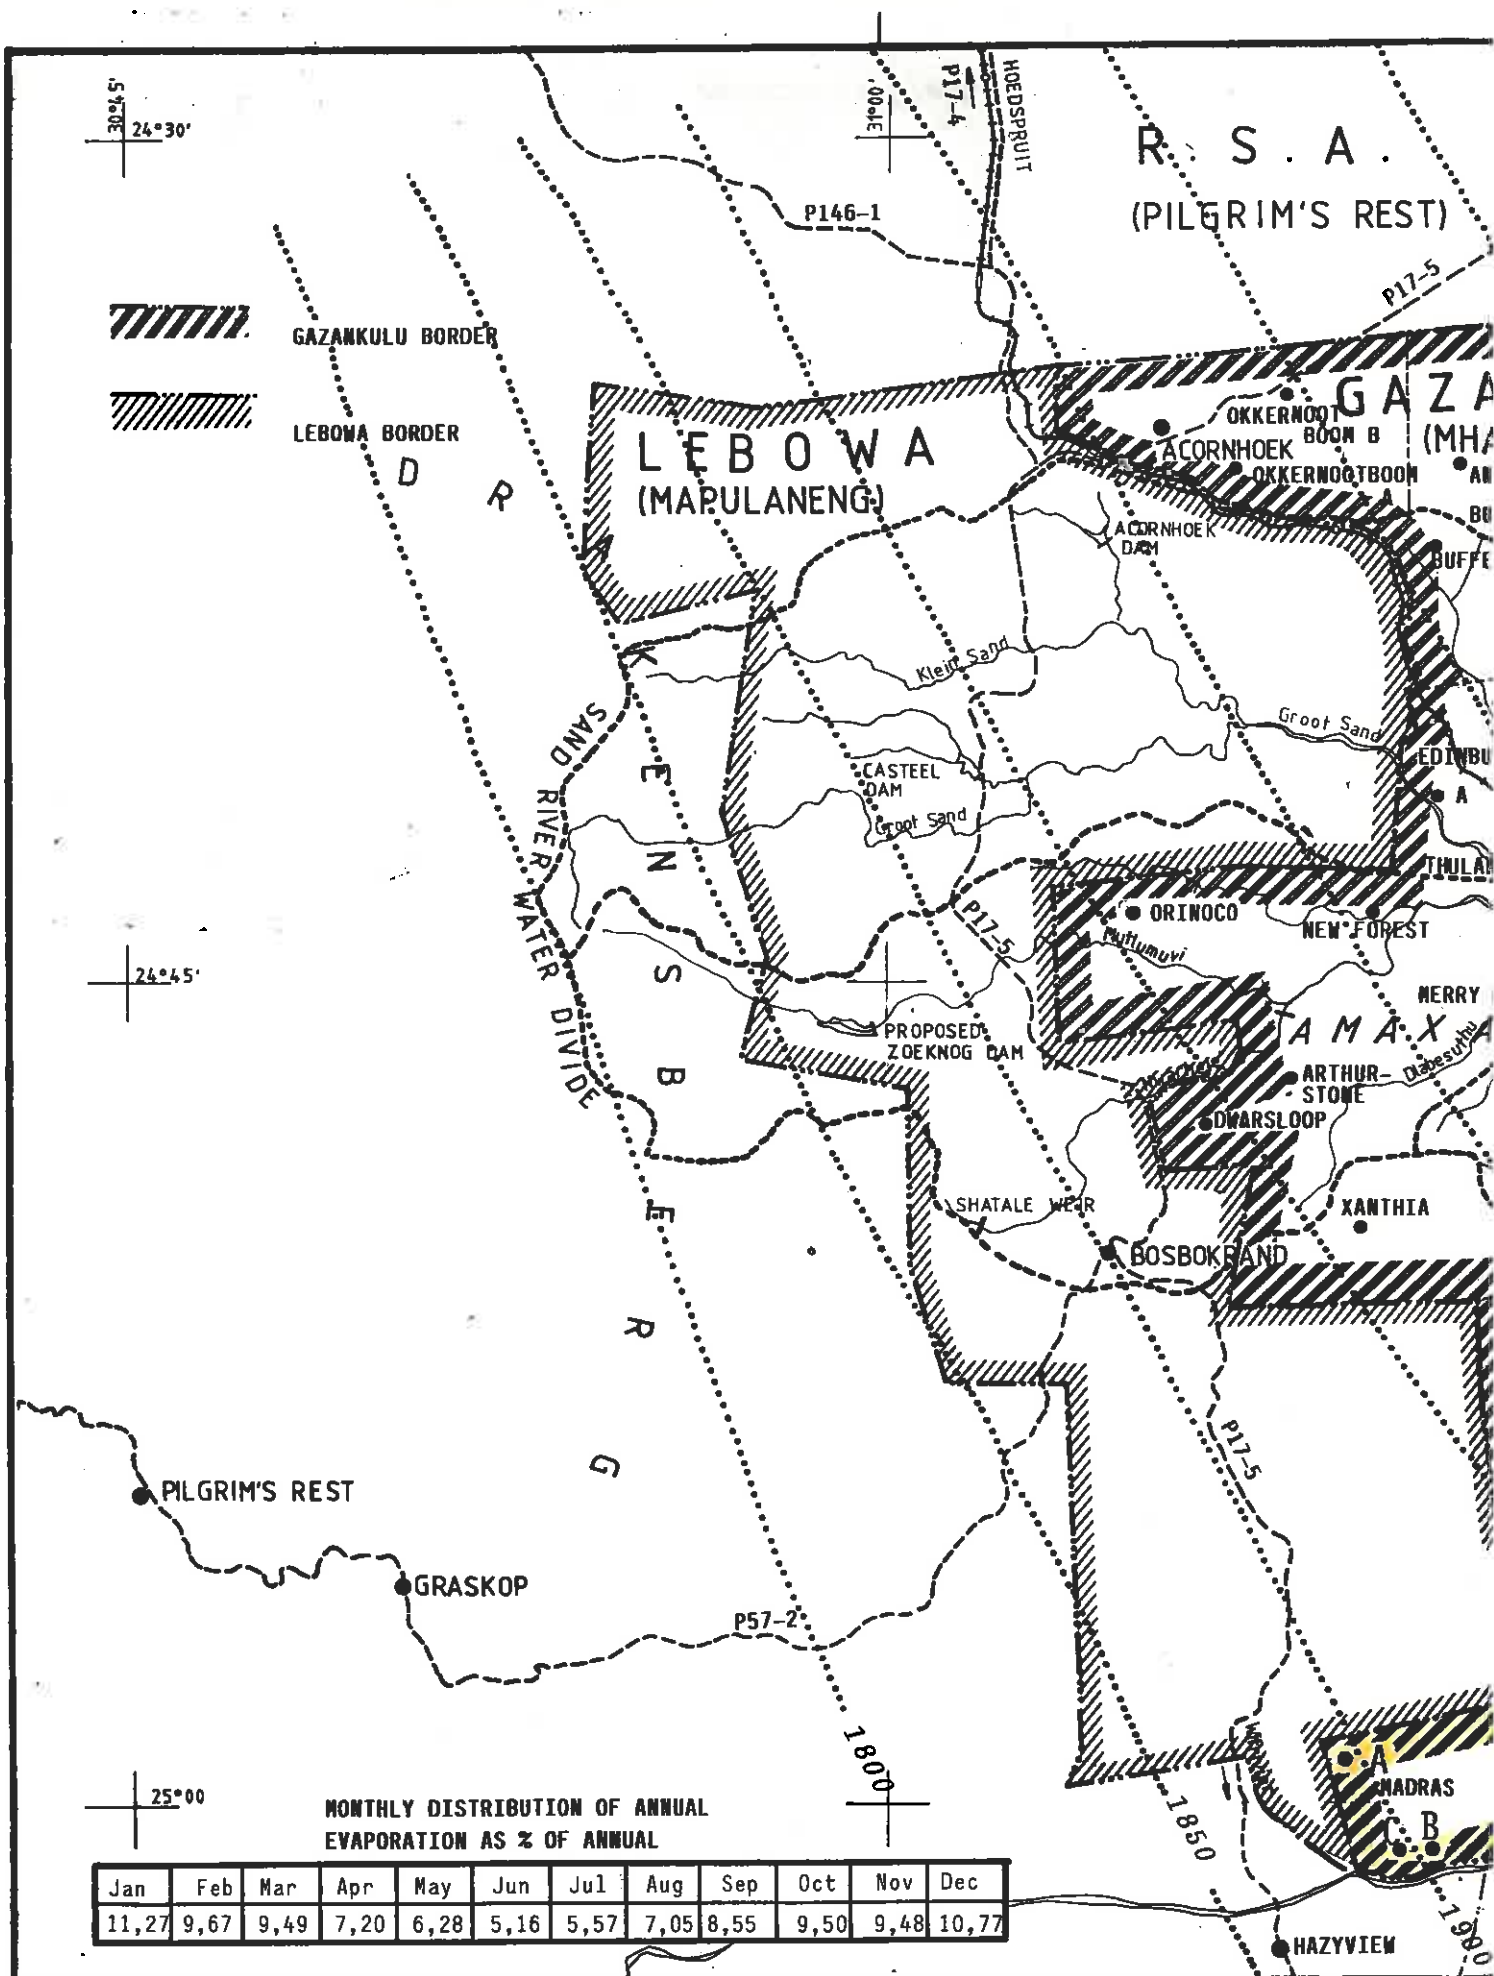 30°45'
24°30'
31°00'
P17-4
HOEDSPRUIT
R. S. A.
(PILGRIM'S REST)
P146-1
P17-5
GAZANKULU BORDER
LEBOWA BORDER
LEBOWA
(MAPULANENG)
GAZA
(MHA
OKKERNOOT
BOOM B
ACORNHOEK
OKKERNOOTBOOM
A
AN
BU
BUFFE
ACORNHOEK
DAM
DRAKENSBERG
Klein Sand
Groot Sand
EDINBU
A
SAND RIVER WATER DIVIDE
CASTEEL
DAM
Groot Sand
THULA
ORINOCO
NEW FOREST
P17-5
Mutlumuvi
24°45'
MERRY
AMAXA
PROPOSED
ZOEKNOG DAM
ARTHUR-
STONE
DWARSLOOP
SHATALE WEIR
XANTHIA
BOSBOKRAND
P17-5
PILGRIM'S REST
GRASKOP
P57-2
1800
A
MADRAS
C B
25°00
1850
1900
HAZYVIEW
MONTHLY DISTRIBUTION OF ANNUAL
EVAPORATION AS % OF ANNUAL
Jan Feb Mar Apr May Jun Jul Aug Sep Oct Nov Dec
11,27 9,67 9,49 7,20 6,28 5,16 5,57 7,05 8,55 9,50 9,48 10,77